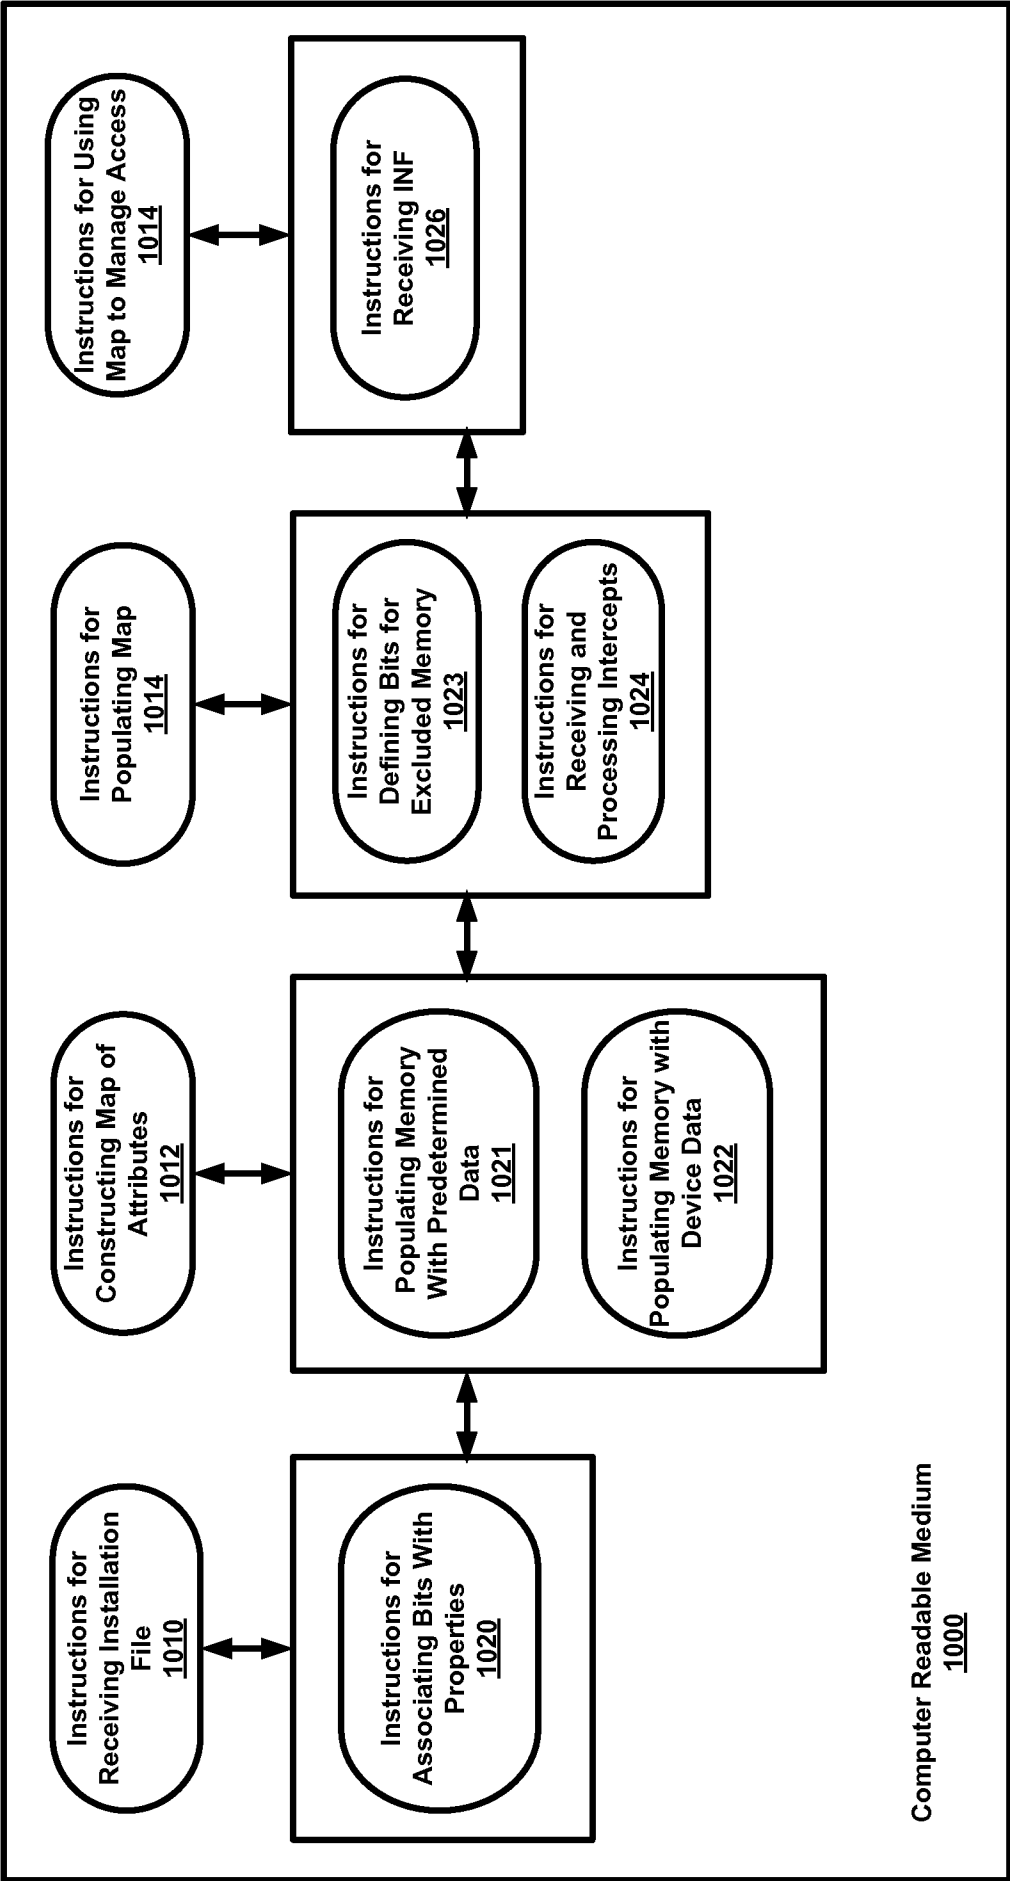 Instructions for
Receiving Installation
File
1010
Instructions for
Constructing Map of
Attributes
1012
Instructions for
Populating Map
1014
Instructions for Using
Map to Manage Access
1014
Instructions for
Associating Bits With
Properties
1020
Instructions for
Populating Memory
With Predetermined
Data
1021
Instructions for
Populating Memory with
Device Data
1022
Instructions for
Defining Bits for
Excluded Memory
1023
Instructions for
Receiving and
Processing Intercepts
1024
Instructions for
Receiving INF
1026
Computer Readable Medium
1000